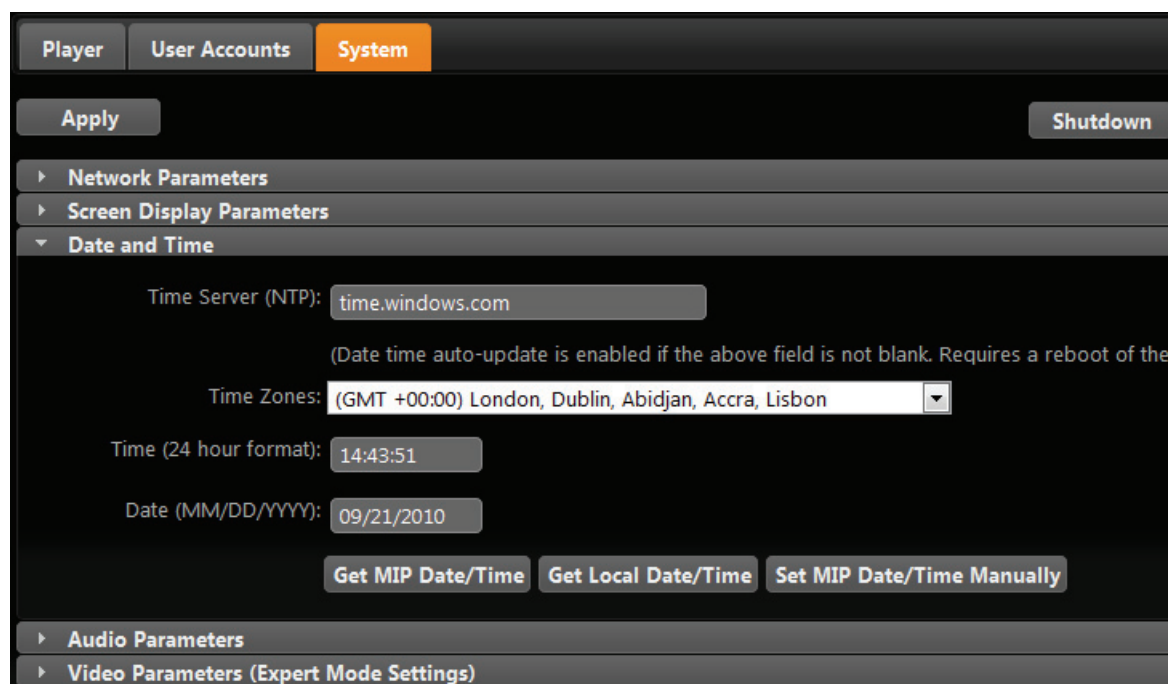 Player User Accounts System
Apply Shutdown
Network Parameters
Screen Display Parameters
Date and Time
Time Server (NTP): time.windows.com
(Date time auto-update is enabled if the above field is not blank. Requires a reboot of the
Time Zones: (GMT +00:00) London, Dublin, Abidjan, Accra, Lisbon
Time (24 hour format): 14:43:51
Date (MM/DD/YYYY): 09/21/2010
Get MIP Date/Time Get Local Date/Time Set MIP Date/Time Manually
Audio Parameters
Video Parameters (Expert Mode Settings)